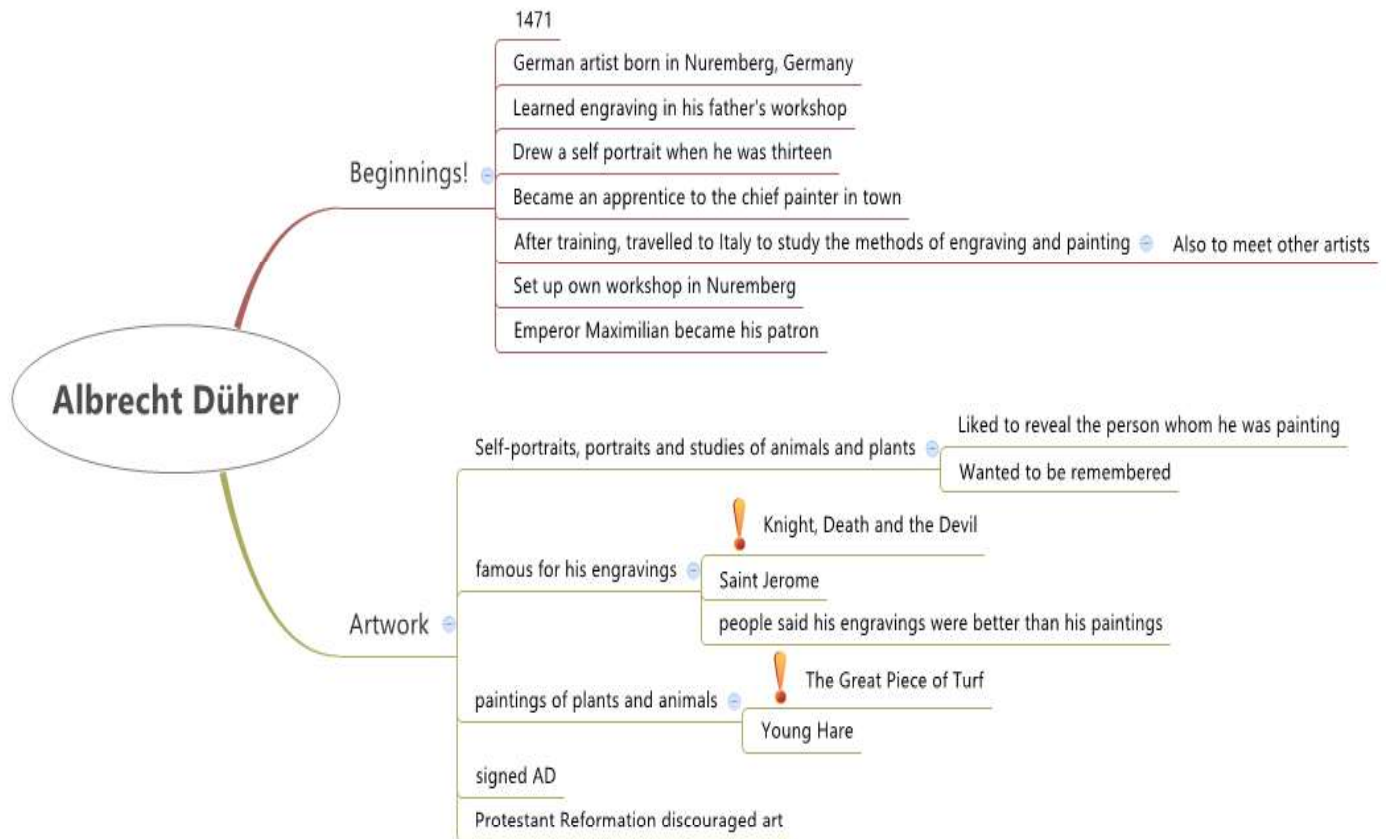 Albrecht Dührer
Beginnings!
1471
German artist born in Nuremberg, Germany
Learned engraving in his father's workshop
Drew a self portrait when he was thirteen
Became an apprentice to the chief painter in town
After training, travelled to Italy to study the methods of engraving and painting
Also to meet other artists
Set up own workshop in Nuremberg
Emperor Maximilian became his patron
Artwork
Self-portraits, portraits and studies of animals and plants
Liked to reveal the person whom he was painting
Wanted to be remembered
famous for his engravings
Knight, Death and the Devil
Saint Jerome
people said his engravings were better than his paintings
paintings of plants and animals
The Great Piece of Turf
Young Hare
signed AD
Protestant Reformation discouraged art